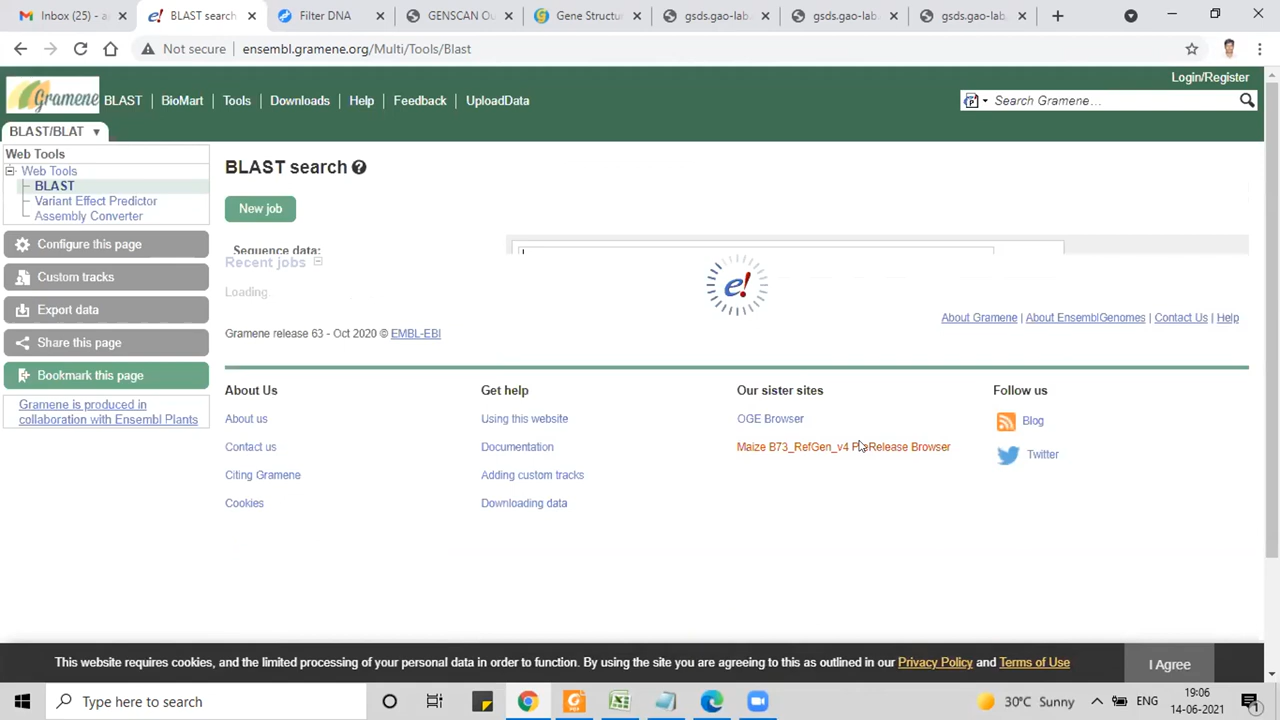 Inbox (25) - a
BLAST search
Filter DNA
GENSCAN Ou
Gene Structu
gsds.gao-lab.
gsds.gao-lab.
gsds.gao-lab.
Not secure
ensembl.gramene.org/Multi/Tools/Blast
Login/Register
Gramene
BLAST
BioMart
Tools
Downloads
Help
Feedback
UploadData
Search Gramene...
BLAST/BLAT ▼
Web Tools
Web Tools
BLAST
Variant Effect Predictor
Assembly Converter
Configure this page
Custom tracks
Export data
Share this page
Bookmark this page
Gramene is produced in
collaboration with Ensembl Plants
BLAST search
New job
Sequence data:
Recent jobs
Loading
e!
Gramene release 63 - Oct 2020 © EMBL-EBI
About Gramene | About EnsemblGenomes | Contact Us | Help
About Us
About us
Contact us
Citing Gramene
Cookies
Get help
Using this website
Documentation
Adding custom tracks
Downloading data
Our sister sites
OGE Browser
Maize B73_RefGen_v4 PreRelease Browser
Follow us
Blog
Twitter
This website requires cookies, and the limited processing of your personal data in order to function. By using the site you are agreeing to this as outlined in our Privacy Policy and Terms of Use
I Agree
Type here to search
30°C Sunny
ENG
19:06
14-06-2021